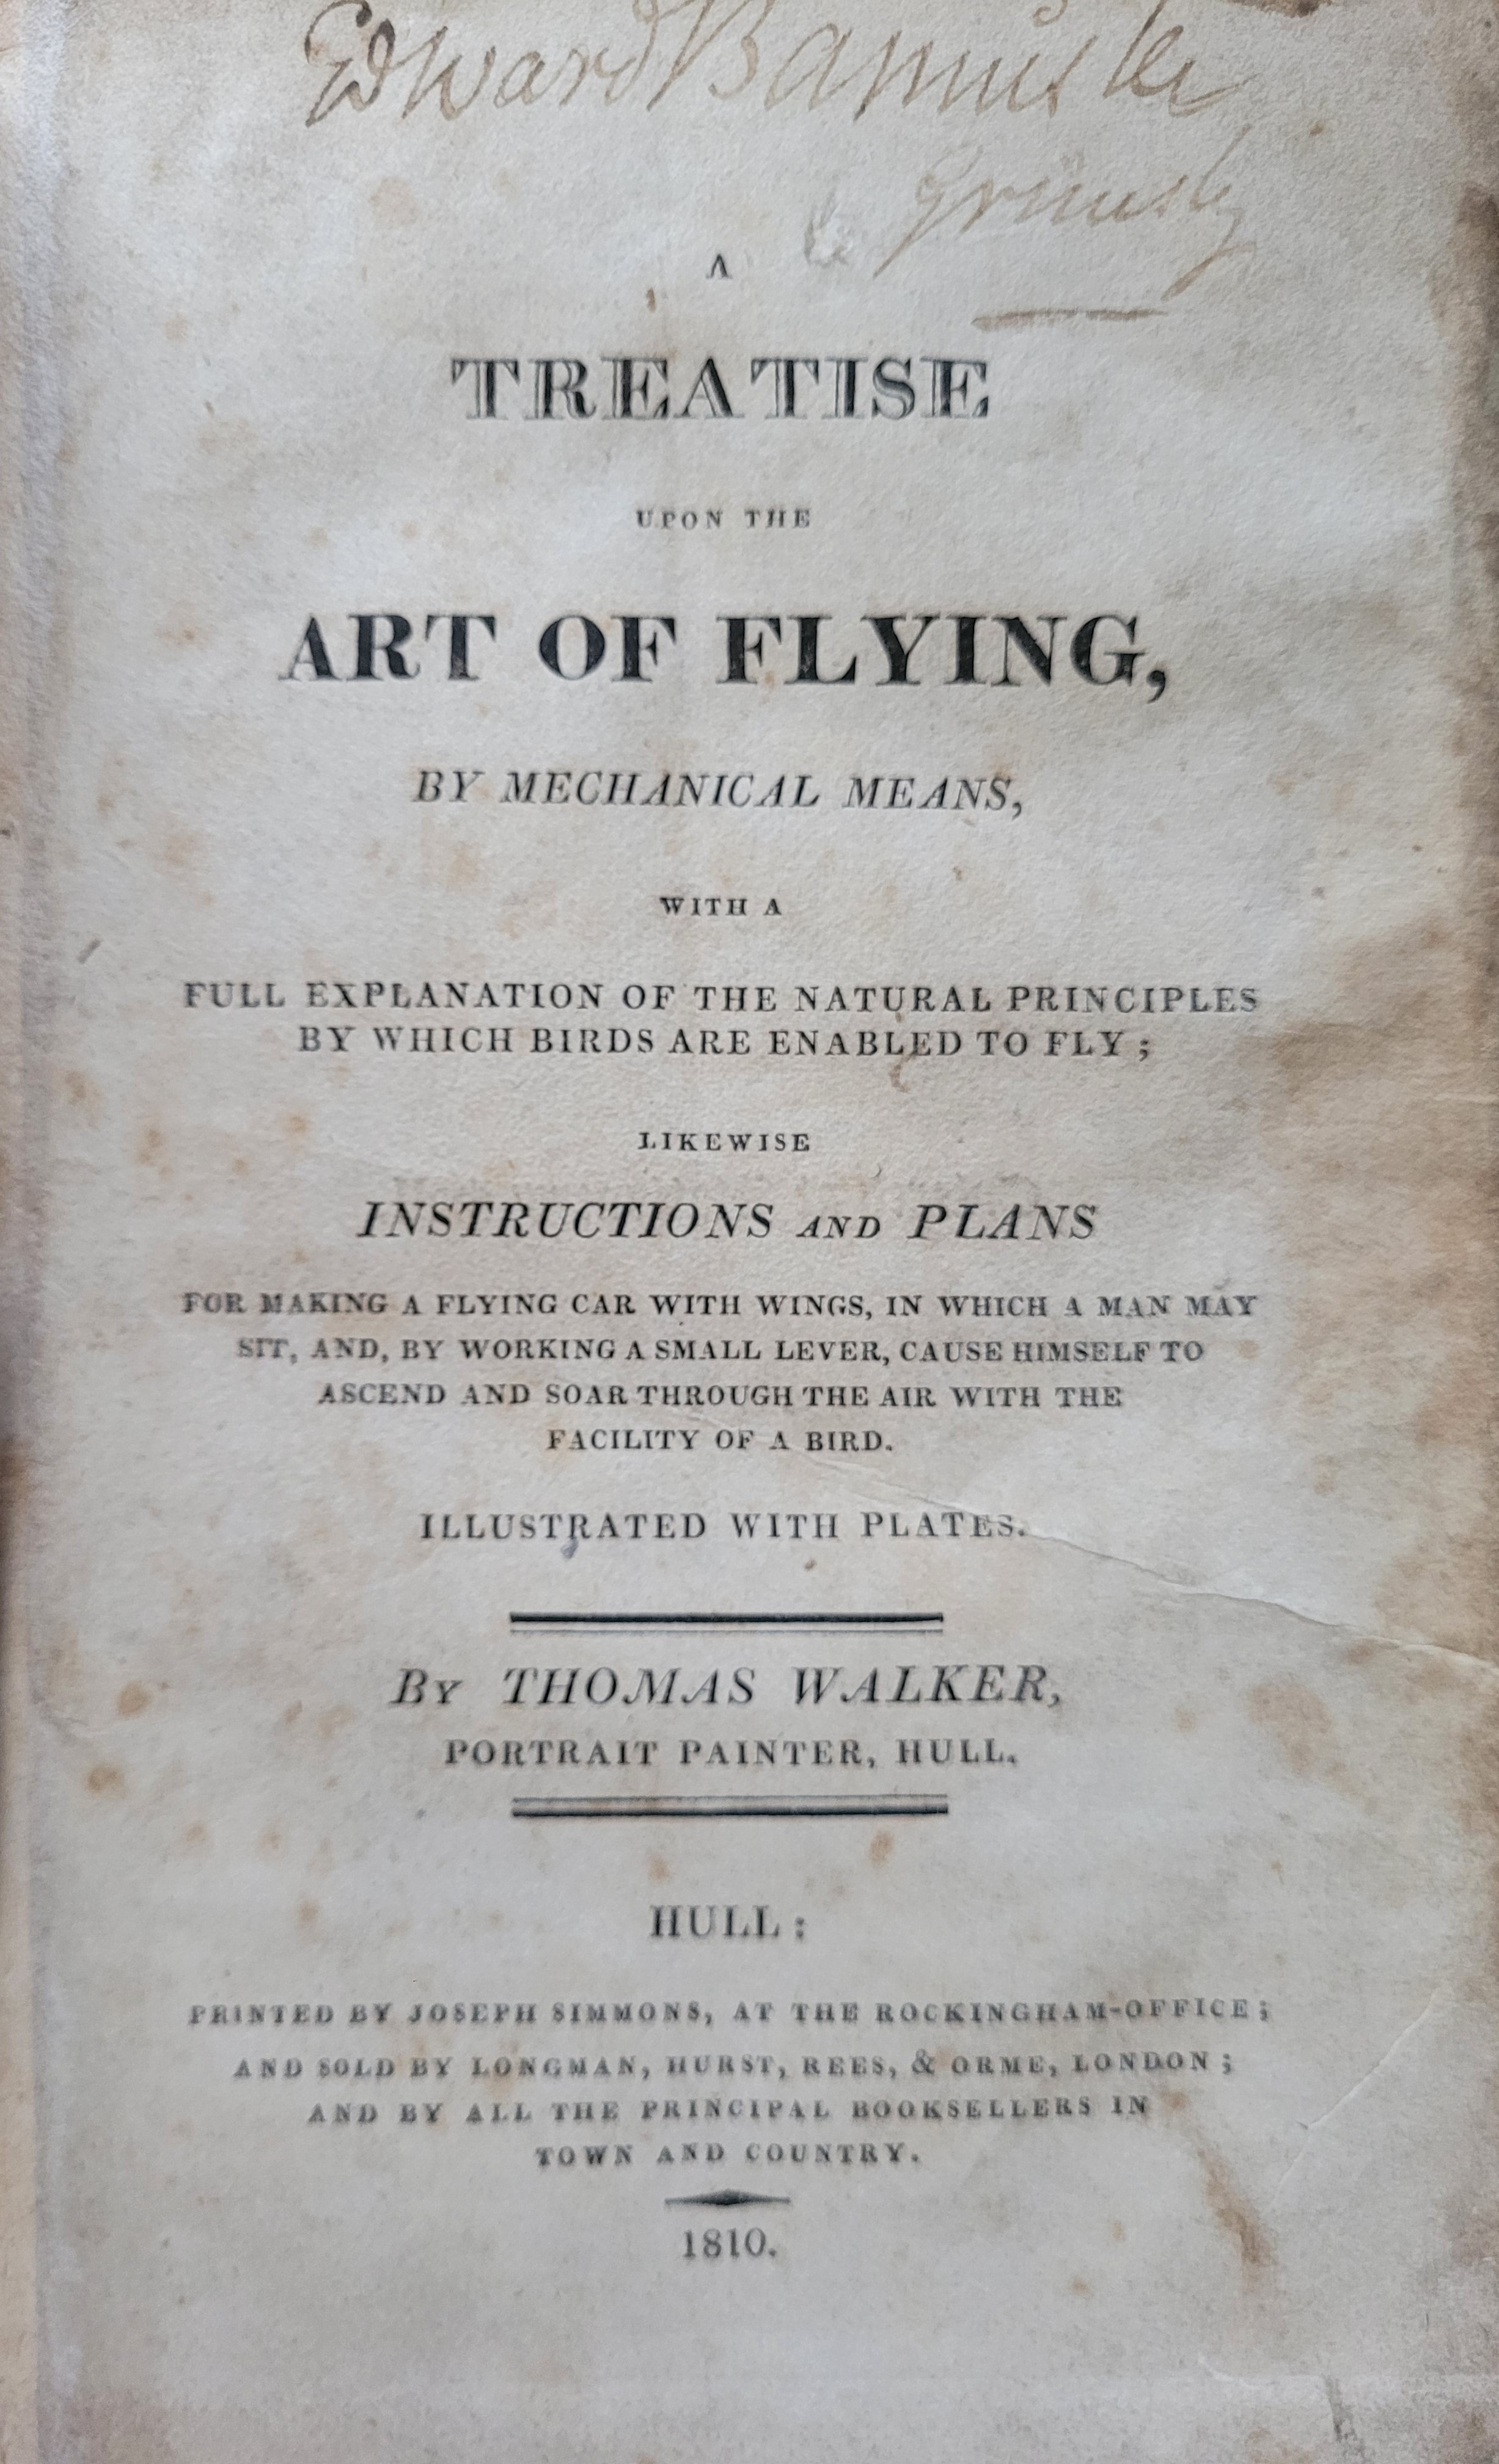 Edward Bannister
Grimsby
A
TREATISE
UPON THE
ART OF FLYING,
BY MECHANICAL MEANS,
WITH A
FULL EXPLANATION OF THE NATURAL PRINCIPLES
BY WHICH BIRDS ARE ENABLED TO FLY;
LIKEWISE
INSTRUCTIONS AND PLANS
FOR MAKING A FLYING CAR WITH WINGS, IN WHICH A MAN MAY
SIT, AND, BY WORKING A SMALL LEVER, CAUSE HIMSELF TO
ASCEND AND SOAR THROUGH THE AIR WITH THE
FACILITY OF A BIRD.
ILLUSTRATED WITH PLATES.
By THOMAS WALKER,
PORTRAIT PAINTER, HULL.
HULL:
PRINTED BY JOSEPH SIMMONS, AT THE ROCKINGHAM-OFFICE;
AND SOLD BY LONGMAN, HURST, REES, & ORME, LONDON;
AND BY ALL THE PRINCIPAL BOOKSELLERS IN
TOWN AND COUNTRY.
1810.